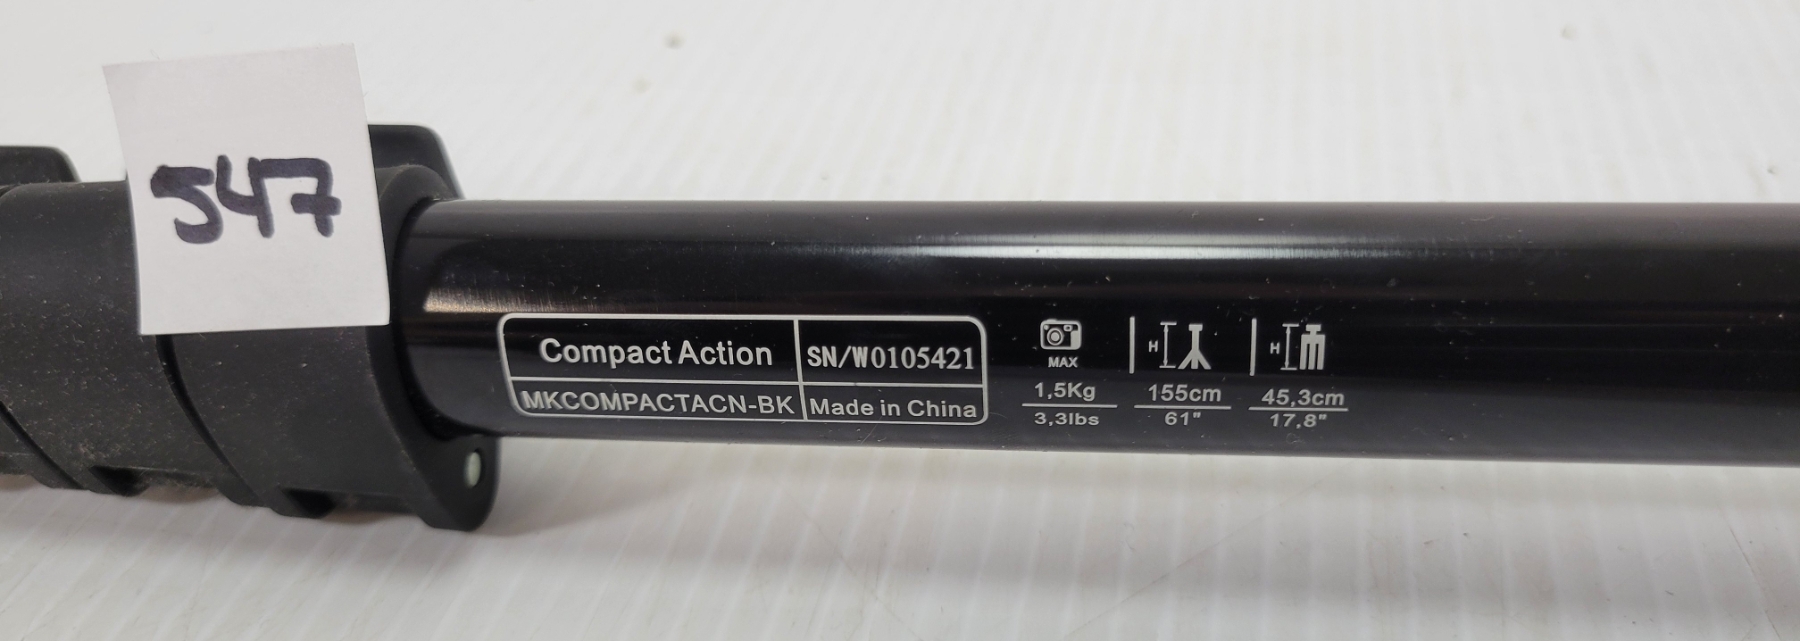 547
Compact Action
SN/W0105421
MKCOMPACTACN-BK
Made in China
MAX
1,5Kg
3,3lbs
H
155cm
61"
H
45,3cm
17,8"